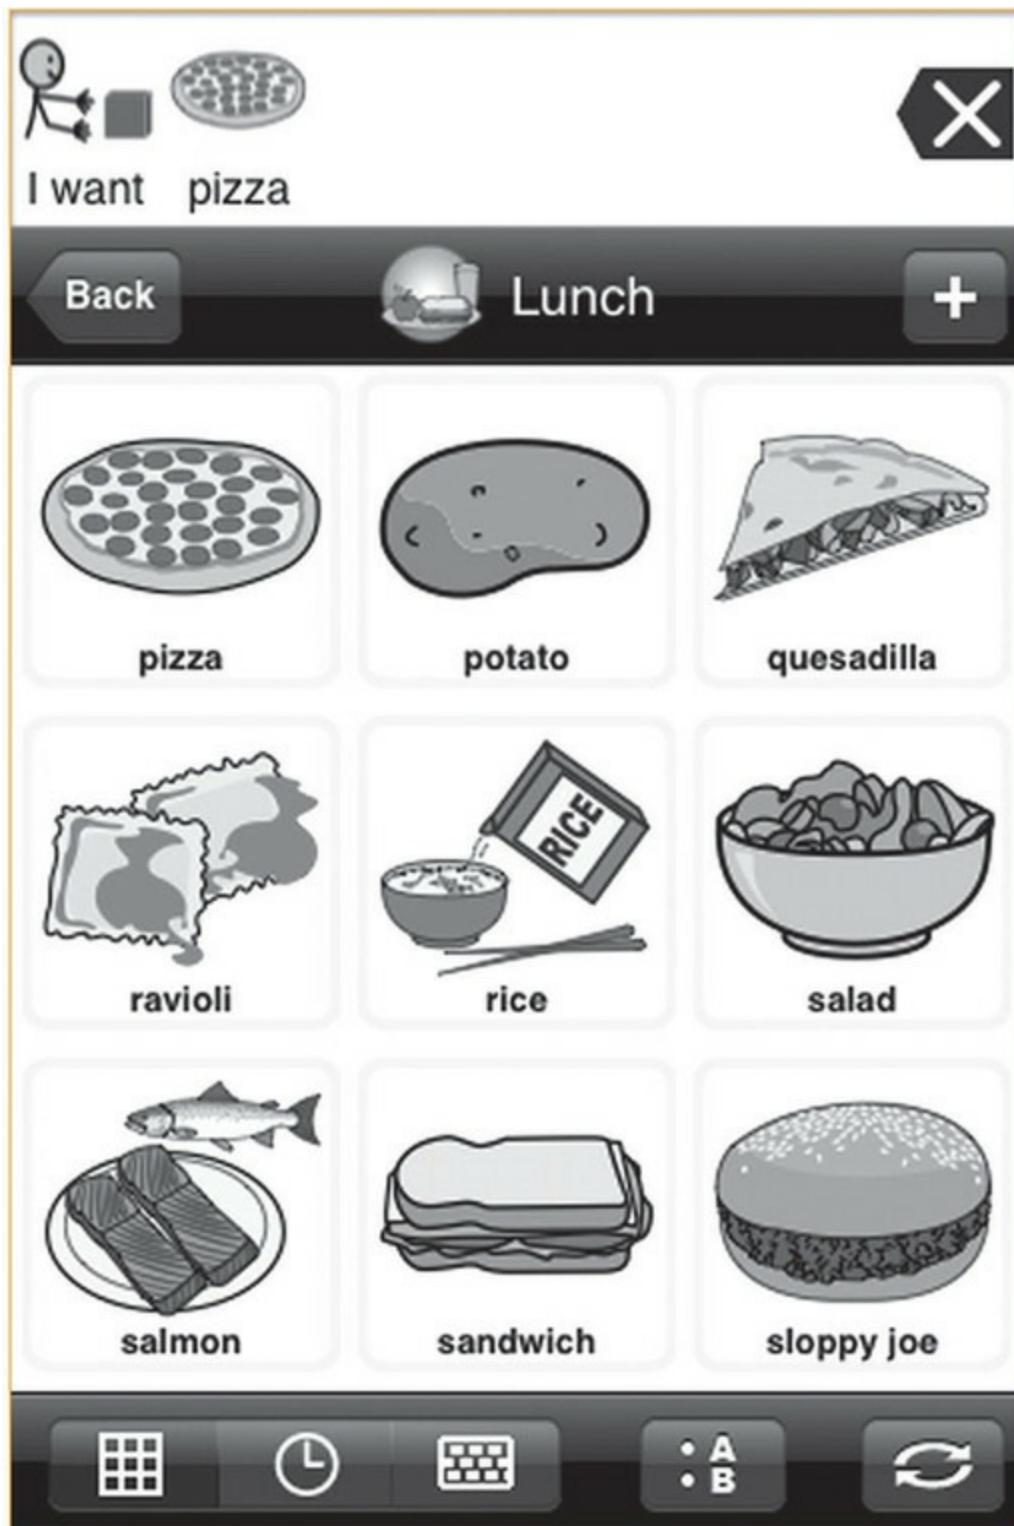 I want pizza
Back Lunch +
pizza potato quesadilla
RICE
ravioli rice salad
salmon sandwich sloppy joe
• A
• B